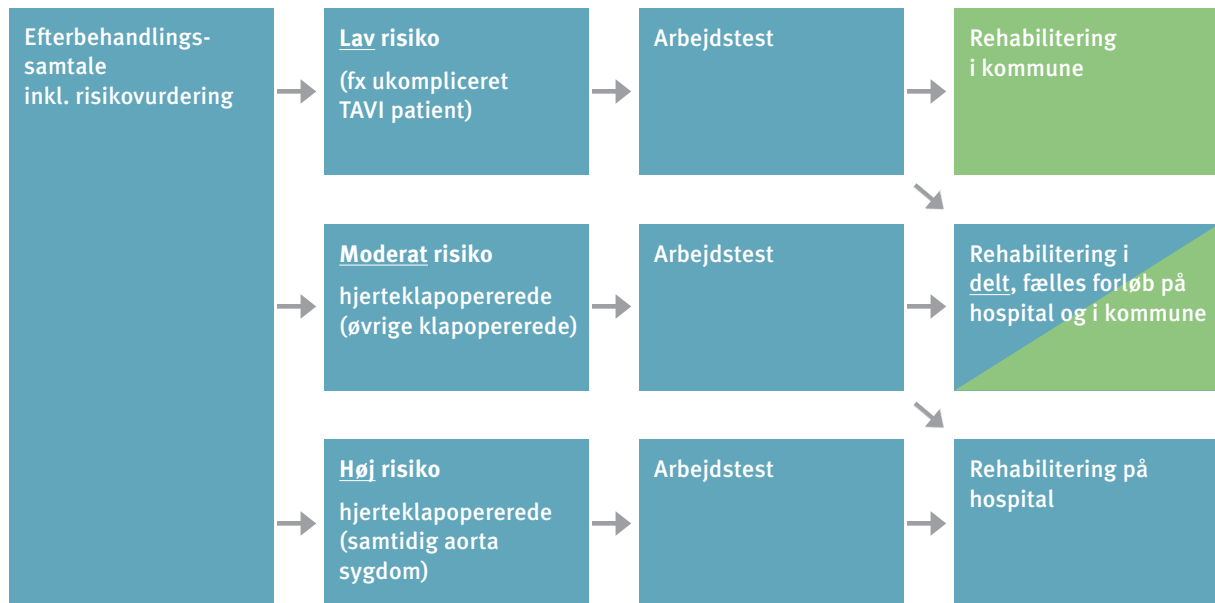 Efterbehandlings-
samtale
inkl. risikovurdering
Lav risiko
(fx ukompliceret
TAVI patient)
Arbejdstest
Rehabilitering
i kommune
Moderat risiko
hjerteklapopererede
(øvrige klapopererede)
Arbejdstest
Rehabilitering i
delt, fælles forløb på
hospital og i kommune
Høj risiko
hjerteklapopererede
(samtidig aorta
sygdom)
Arbejdstest
Rehabilitering på
hospital